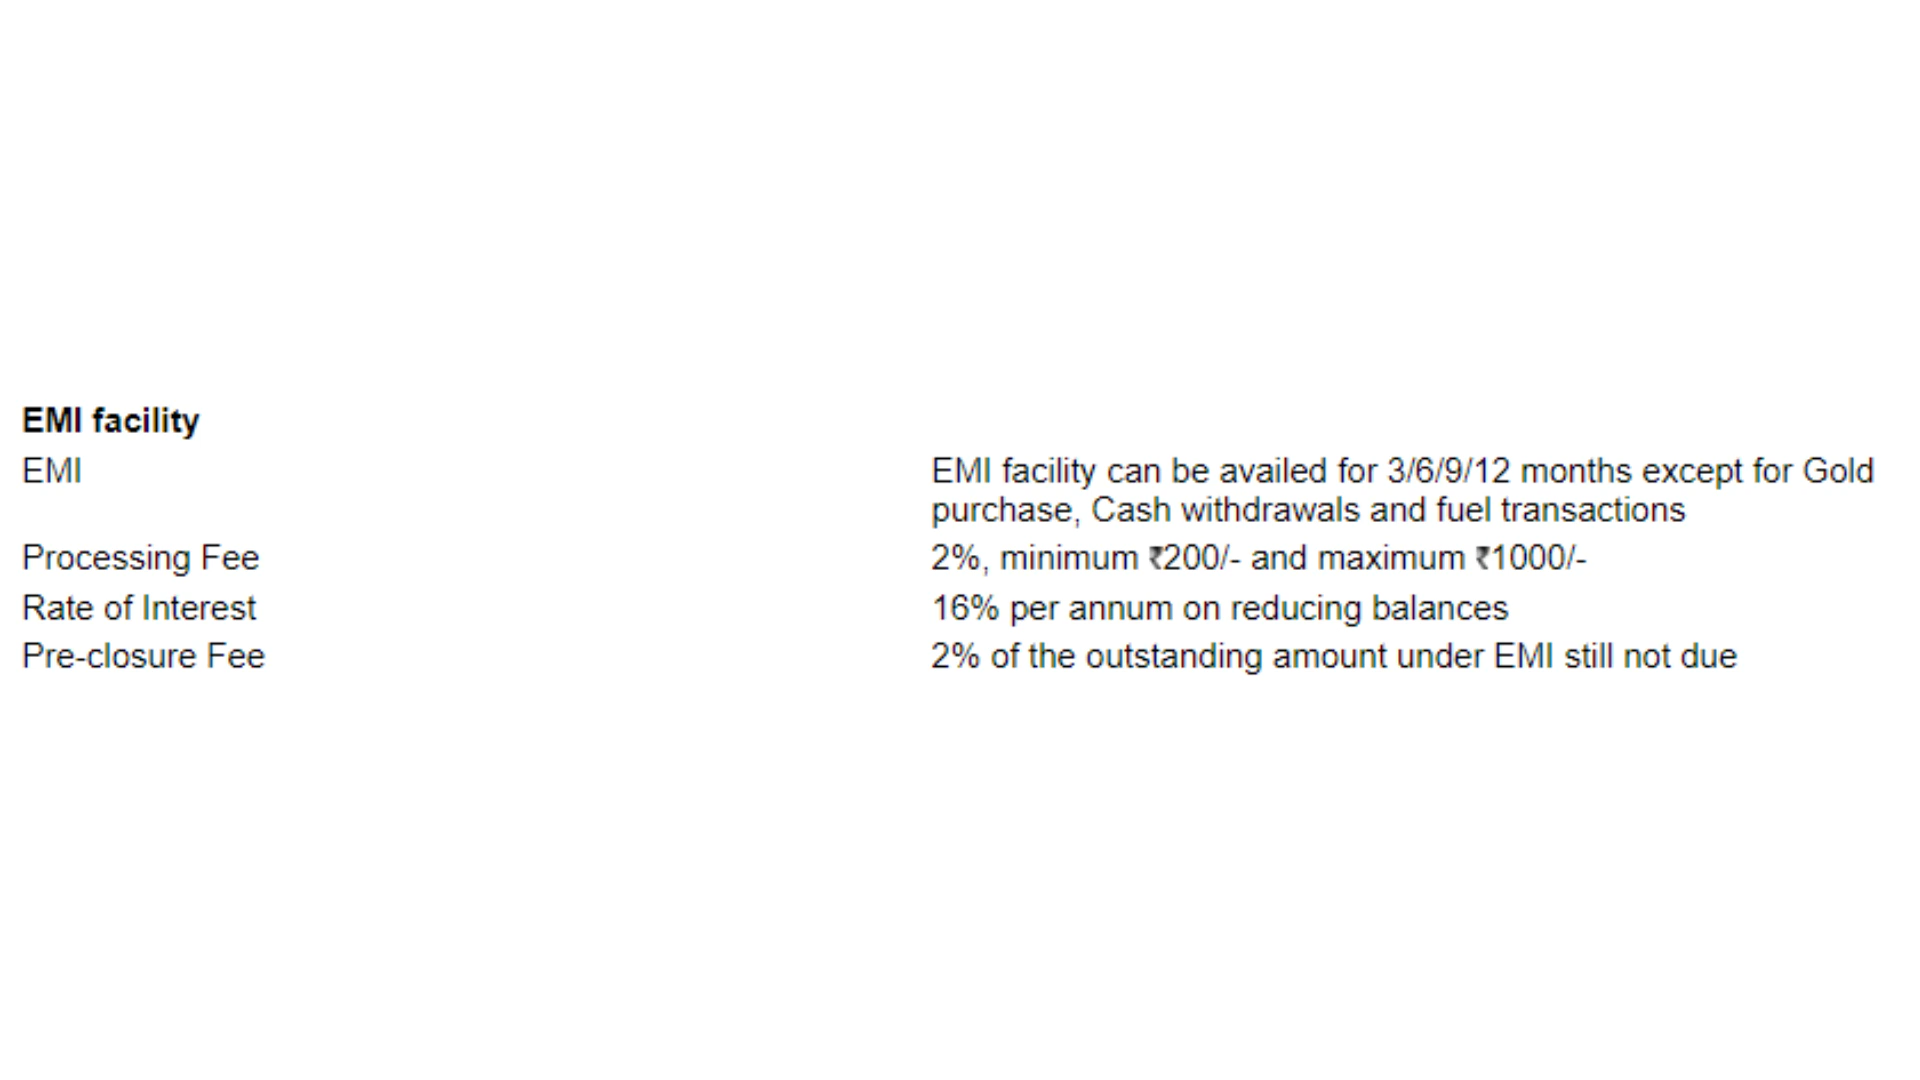 EMI facility
EMI
EMI facility can be availed for 3/6/9/12 months except for Gold
purchase, Cash withdrawals and fuel transactions
Processing Fee
2%, minimum ₹200/- and maximum ₹1000/-
Rate of Interest
16% per annum on reducing balances
Pre-closure Fee
2% of the outstanding amount under EMI still not due